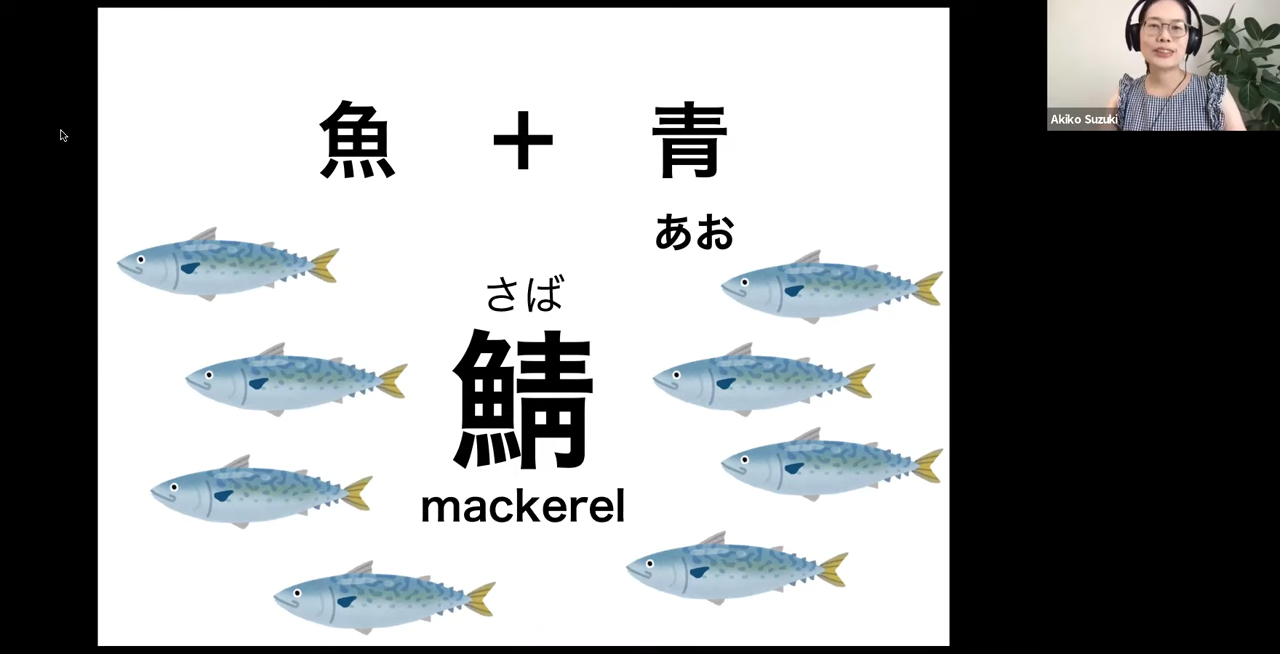 魚 + 青
あお
さば
鯖
mackerel
Akiko Suzuki